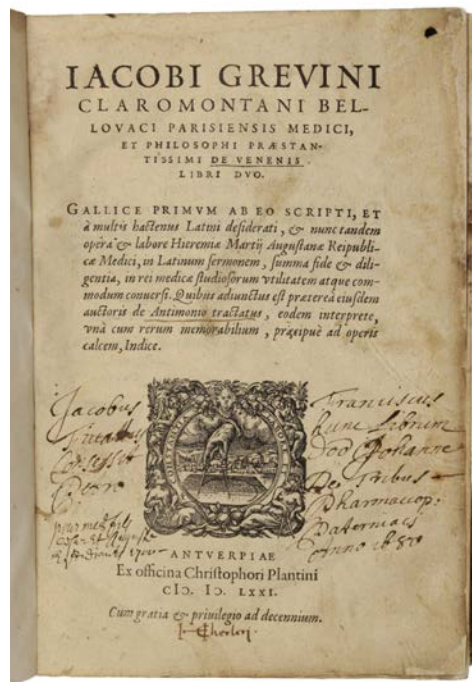 IACOBI GREVINI
CLAROMONTANI BEL-
LOVACI PARISIENSIS MEDICI,
ET PHILOSOPHI PRÆSTAN-
TISSIMI DE VENENIS
LIBRI DVO.
GALLICE PRIMVM AB EO SCRIPTI, ET
à multis hactenus Latini desiderati, & nunc tandem
opera & labore Hieremiæ Martij Augustanæ Reipubli-
cæ Medici, in Latinum sermonem, summa fide & dili-
gentia, in rei medicæ studiosorum vtilitatem atque com-
modum conuersi. Quibus adiunctus est præterea eiusdem
auctoris de Antimonio tractatus, eodem interprete,
vnà cum rerum memorabilium, præcipuè ad operis
calcem, Indice.
Jacobus
Franciscus
hunc Librum
Johanne
De Tribus
Pharmacop:
Anno
ANTVERPIAE
Ex officina Christophori Plantini
CIƆ. IƆ. LXXI.
Cum gratia & priuilegio ad decennium.